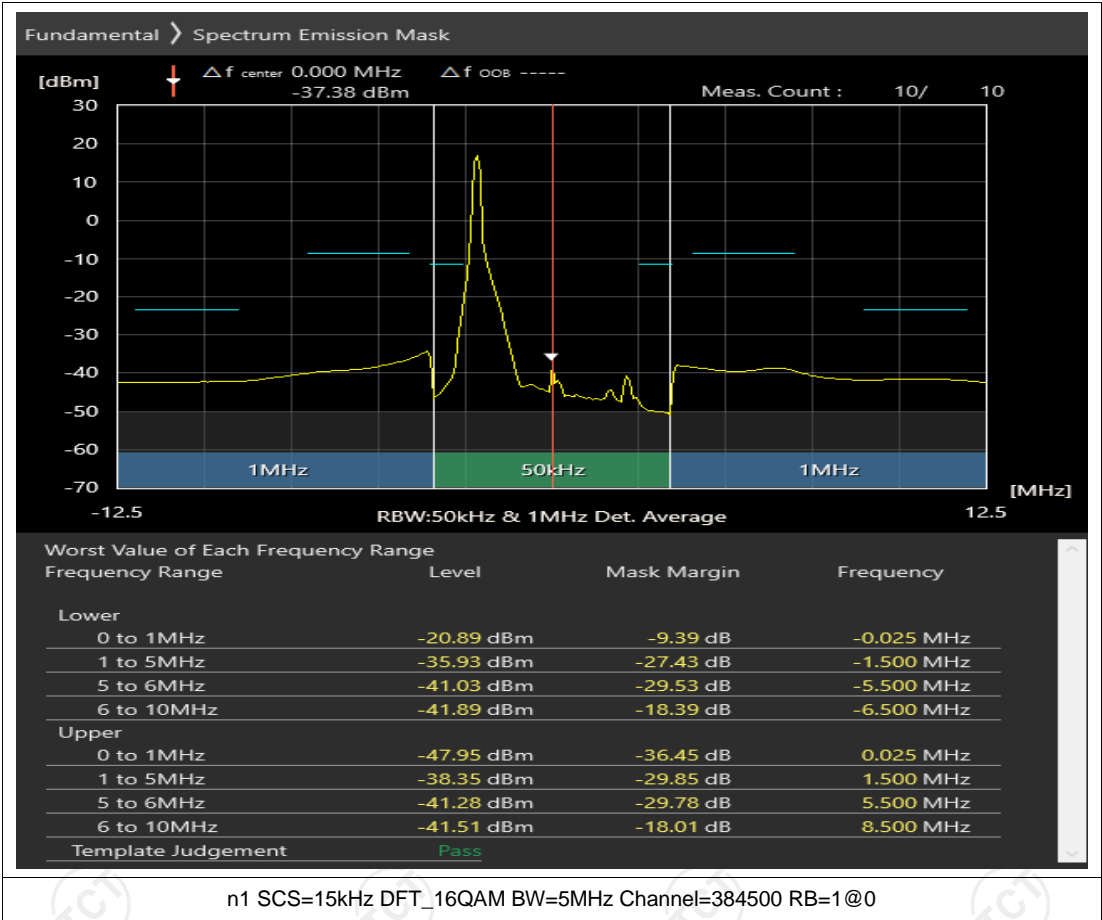 Fundamental 〉 Spectrum Emission Mask
[dBm] △f center 0.000 MHz △f OOB -----
-37.38 dBm Meas. Count : 10/ 10
30
20
10
0
-10
-20
-30
-40
-50
-60
1MHz 50kHz 1MHz
-70
[MHz]
-12.5 RBW:50kHz & 1MHz Det. Average 12.5
Worst Value of Each Frequency Range
Frequency Range Level Mask Margin Frequency
Lower
0 to 1MHz -20.89 dBm -9.39 dB -0.025 MHz
1 to 5MHz -35.93 dBm -27.43 dB -1.500 MHz
5 to 6MHz -41.03 dBm -29.53 dB -5.500 MHz
6 to 10MHz -41.89 dBm -18.39 dB -6.500 MHz
Upper
0 to 1MHz -47.95 dBm -36.45 dB 0.025 MHz
1 to 5MHz -38.35 dBm -29.85 dB 1.500 MHz
5 to 6MHz -41.28 dBm -29.78 dB 5.500 MHz
6 to 10MHz -41.51 dBm -18.01 dB 8.500 MHz
Template Judgement Pass
n1 SCS=15kHz DFT_16QAM BW=5MHz Channel=384500 RB=1@0
TCT TCT TCT TCT